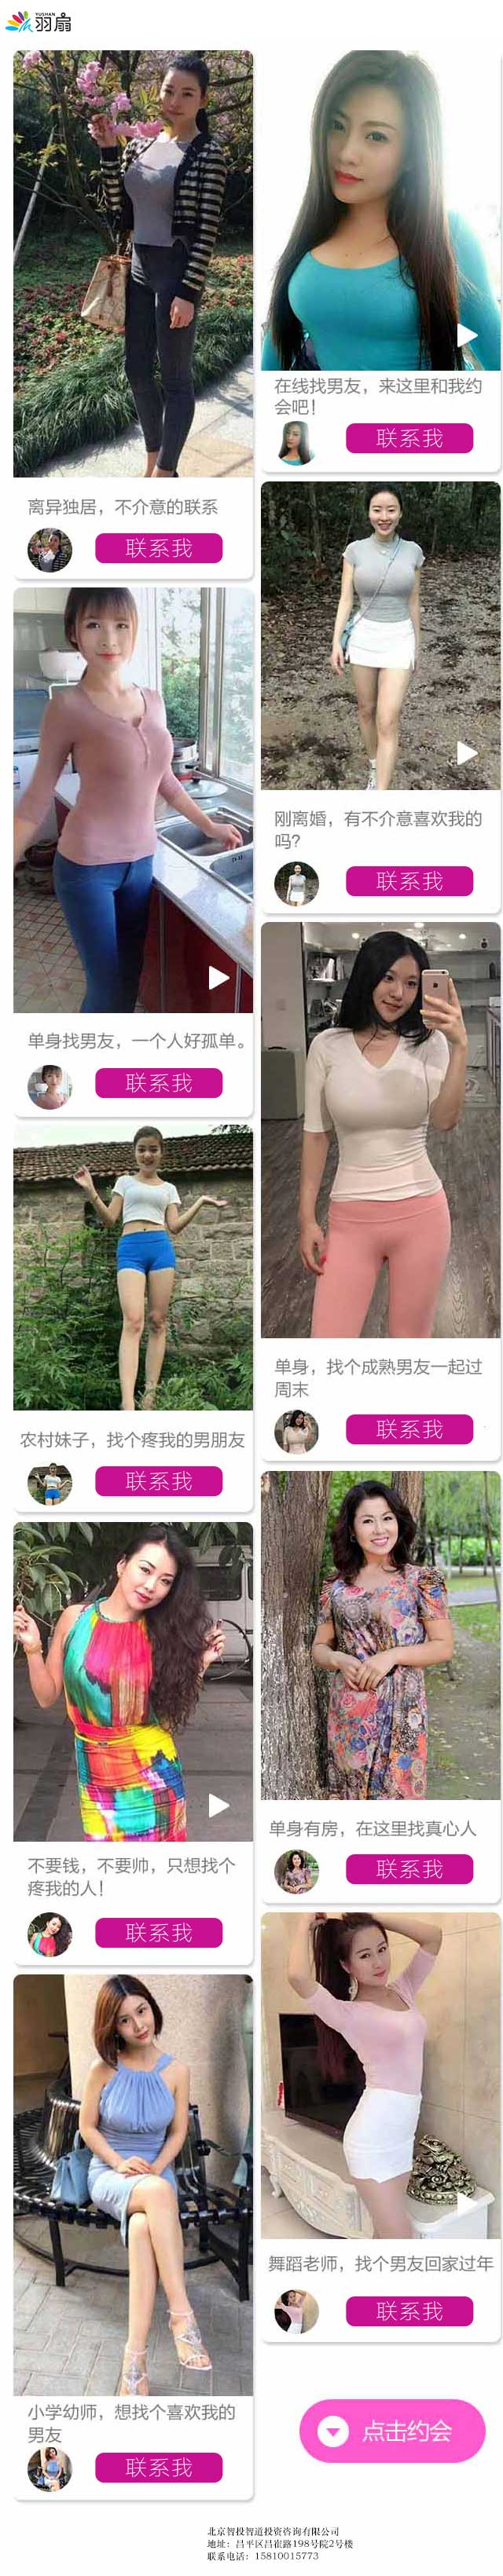 YUSHAN
羽扇
离异独居，不介意的联系
联系我
在线找男友，来这里和我约
会吧！
联系我
单身找男友，一个人好孤单。
联系我
刚离婚，有不介意喜欢我的
吗？
联系我
农村妹子，找个疼我的男朋友
联系我
单身，找个成熟男友一起过
周末
联系我
不要钱，不要帅，只想找个
疼我的人！
联系我
单身有房，在这里找真心人
联系我
小学幼师，想找个喜欢我的
男友
联系我
舞蹈老师，找个男友回家过年
联系我
点击约会
北京智投智道投资咨询有限公司
地址：昌平区昌崔路198号院2号楼
联系电话：15810015773